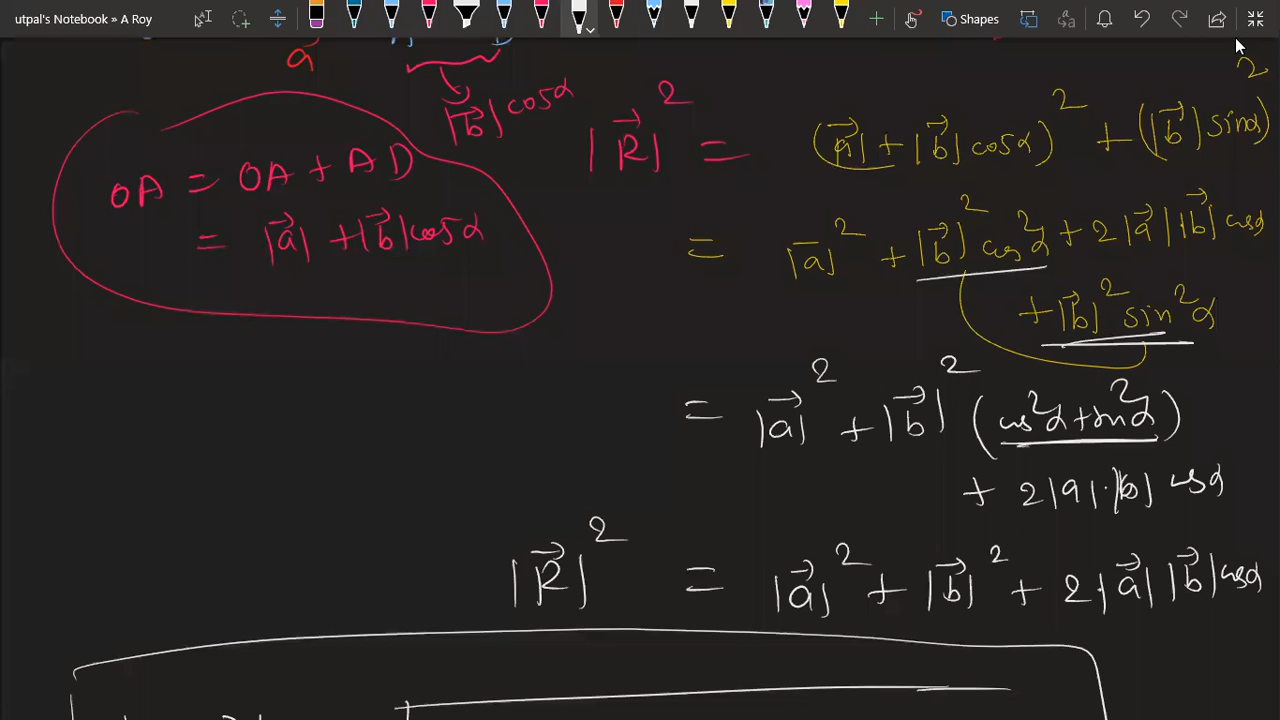 utpal's Notebook » A Roy
Shapes
a⃗
|b⃗| cosα
OA = OA + AD
= |a⃗| + |b⃗| cosα
|R⃗|² = (a⃗| + |b⃗| cosα)² + (|b⃗| sinα)²
= |a|² + |b⃗|² cos²α + 2|a⃗| |b⃗| cosα
+ |b⃗|² sin²α
= |a⃗|² + |b⃗|² (cos²α + sin²α)
+ 2|a|·|b| cosα
|R⃗|² = |a⃗|² + |b⃗|² + 2·|a⃗| |b⃗| cosα